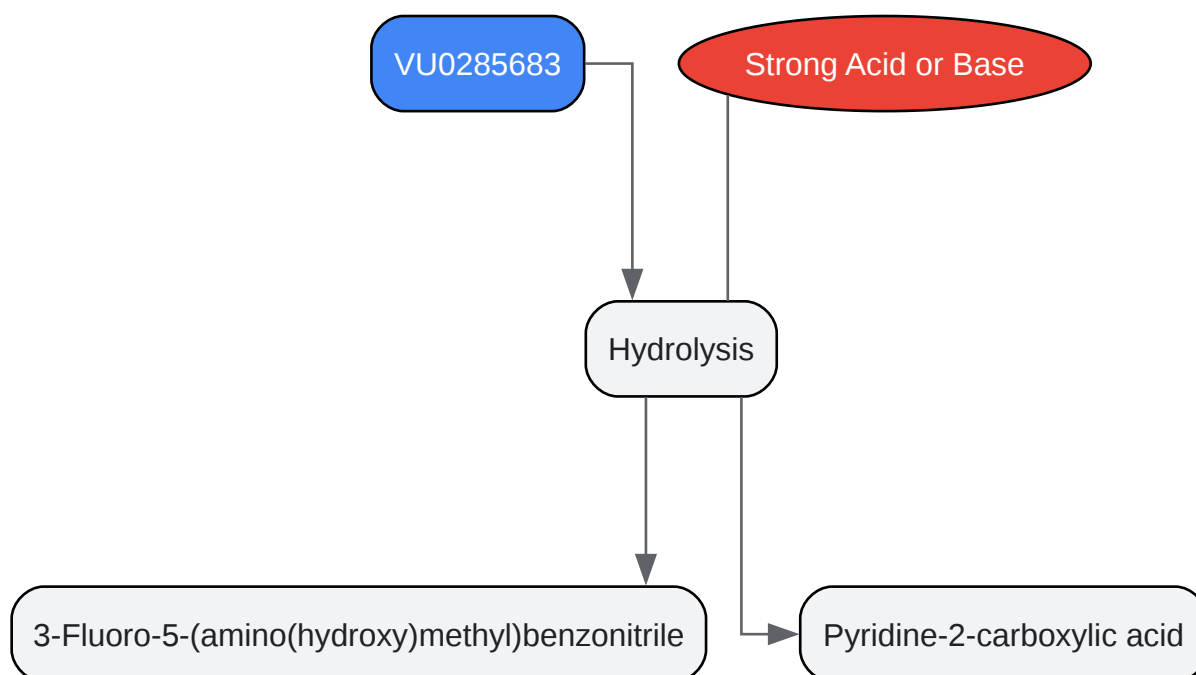 VU0285683
Strong Acid or Base
Hydrolysis
3-Fluoro-5-(amino(hydroxy)methyl)benzonitrile
Pyridine-2-carboxylic acid